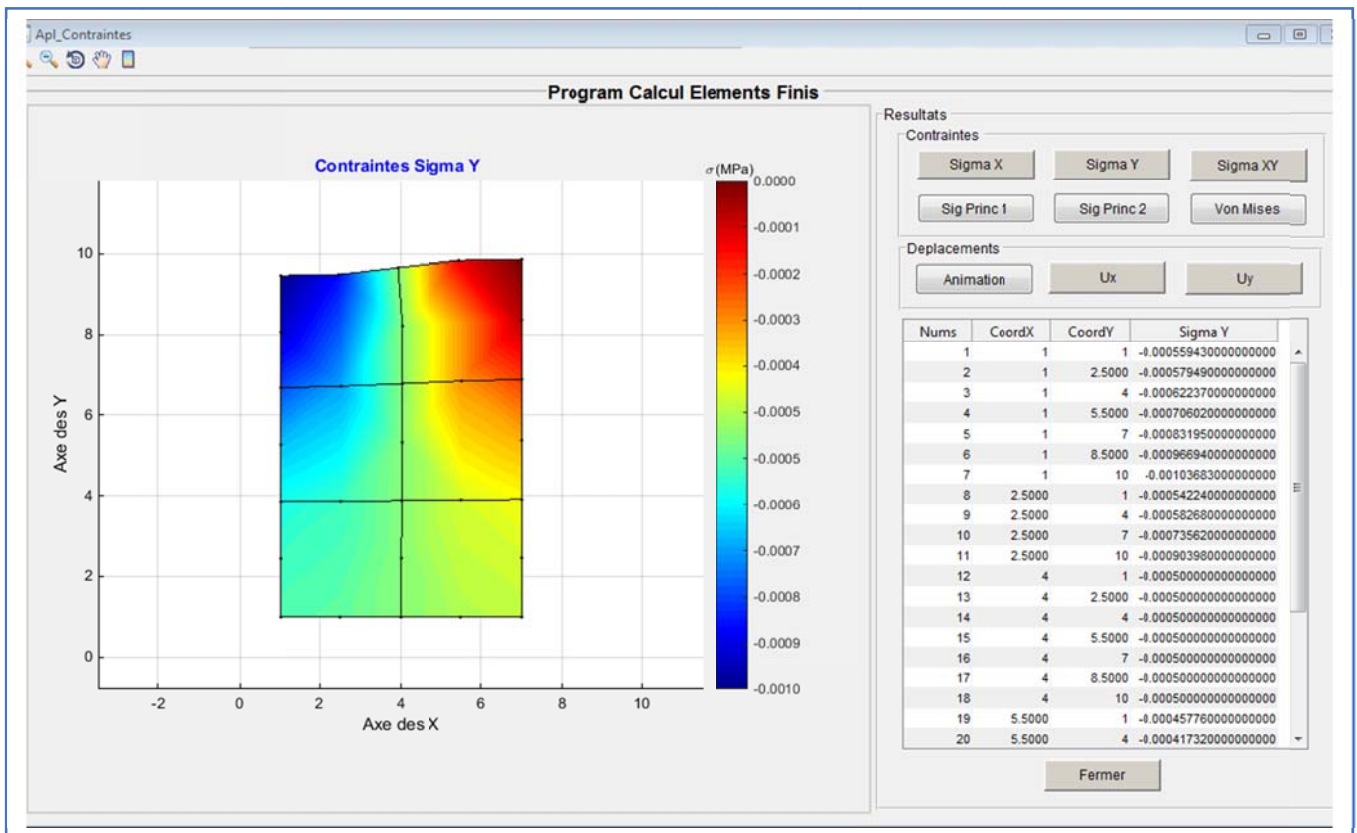 Apl_Contraintes
Program Calcul Elements Finis
Contraintes Sigma Y
σ(MPa)
0.0000
-0.0001
-0.0002
-0.0003
-0.0004
-0.0005
-0.0005
-0.0006
-0.0007
-0.0008
-0.0009
-0.0010
10
8
6
4
2
0
Axe des Y
-2 0 2 4 6 8 10
Axe des X
Resultats
Contraintes
Sigma X Sigma Y Sigma XY
Sig Princ 1 Sig Princ 2 Von Mises
Deplacements
Animation Ux Uy
Nums CoordX CoordY Sigma Y
1 1 1 -0.000559430000000000
2 1 2.5000 -0.000579490000000000
3 1 4 -0.000622370000000000
4 1 5.5000 -0.000706020000000000
5 1 7 -0.000831950000000000
6 1 8.5000 -0.000966940000000000
7 1 10 -0.00103683000000000
8 2.5000 1 -0.000542240000000000
9 2.5000 4 -0.000582680000000000
10 2.5000 7 -0.000735620000000000
11 2.5000 10 -0.000903980000000000
12 4 1 -0.000500000000000000
13 4 2.5000 -0.000500000000000000
14 4 4 -0.000500000000000000
15 4 5.5000 -0.000500000000000000
16 4 7 -0.000500000000000000
17 4 8.5000 -0.000500000000000000
18 4 10 -0.000500000000000000
19 5.5000 1 -0.000457760000000000
20 5.5000 4 -0.000417320000000000
Fermer